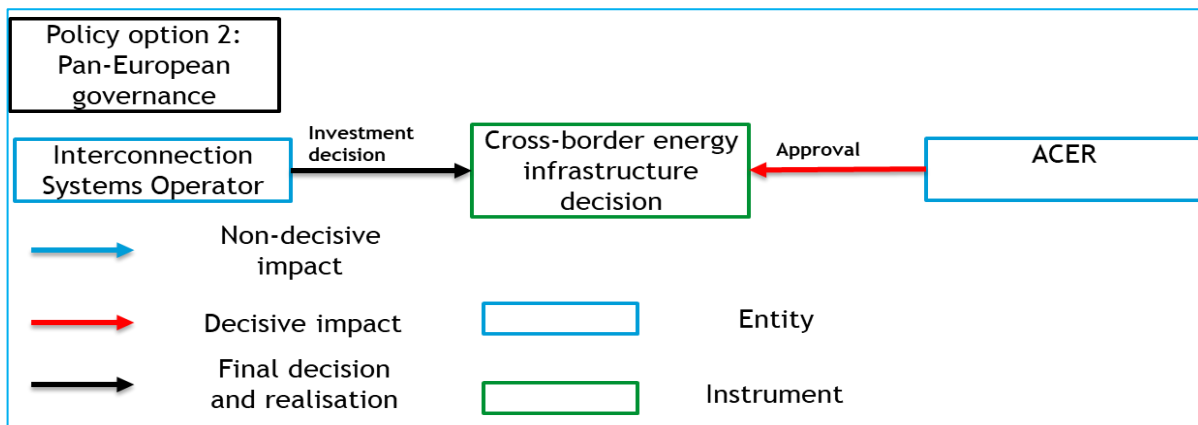 Policy option 2:
Pan-European
governance
Interconnection
Systems Operator
Investment
decision
Cross-border energy
infrastructure
decision
Approval
ACER
Non-decisive
impact
Decisive impact
Entity
Final decision
and realisation
Instrument